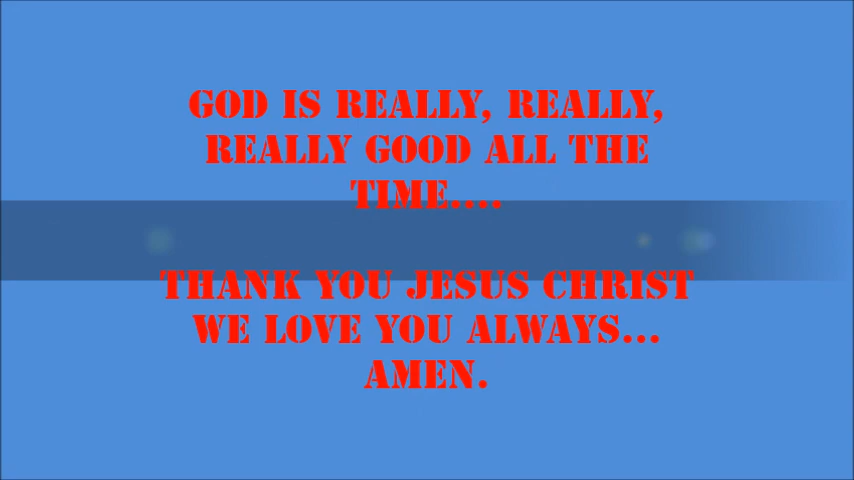 GOD IS REALLY, REALLY,
REALLY GOOD ALL THE
TIME....
THANK YOU JESUS CHRIST
WE LOVE YOU ALWAYS...
AMEN.